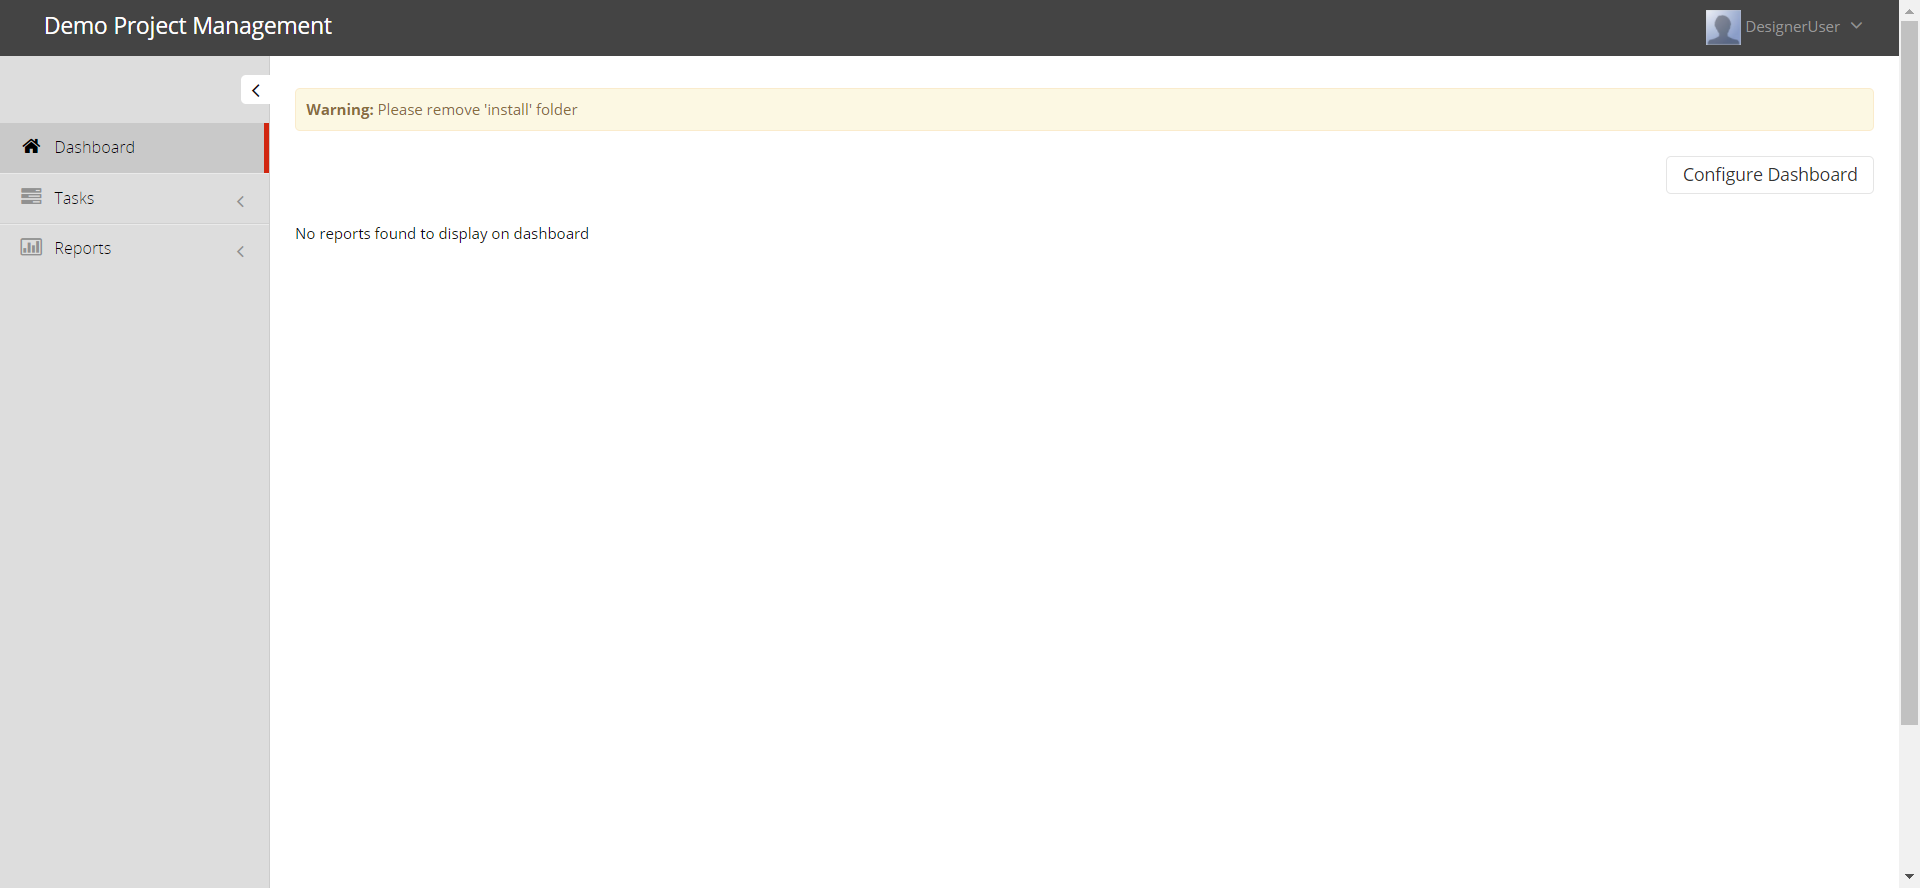 Demo Project Management
DesignerUser
Warning: Please remove 'install' folder
Dashboard
Configure Dashboard
Tasks
No reports found to display on dashboard
Reports